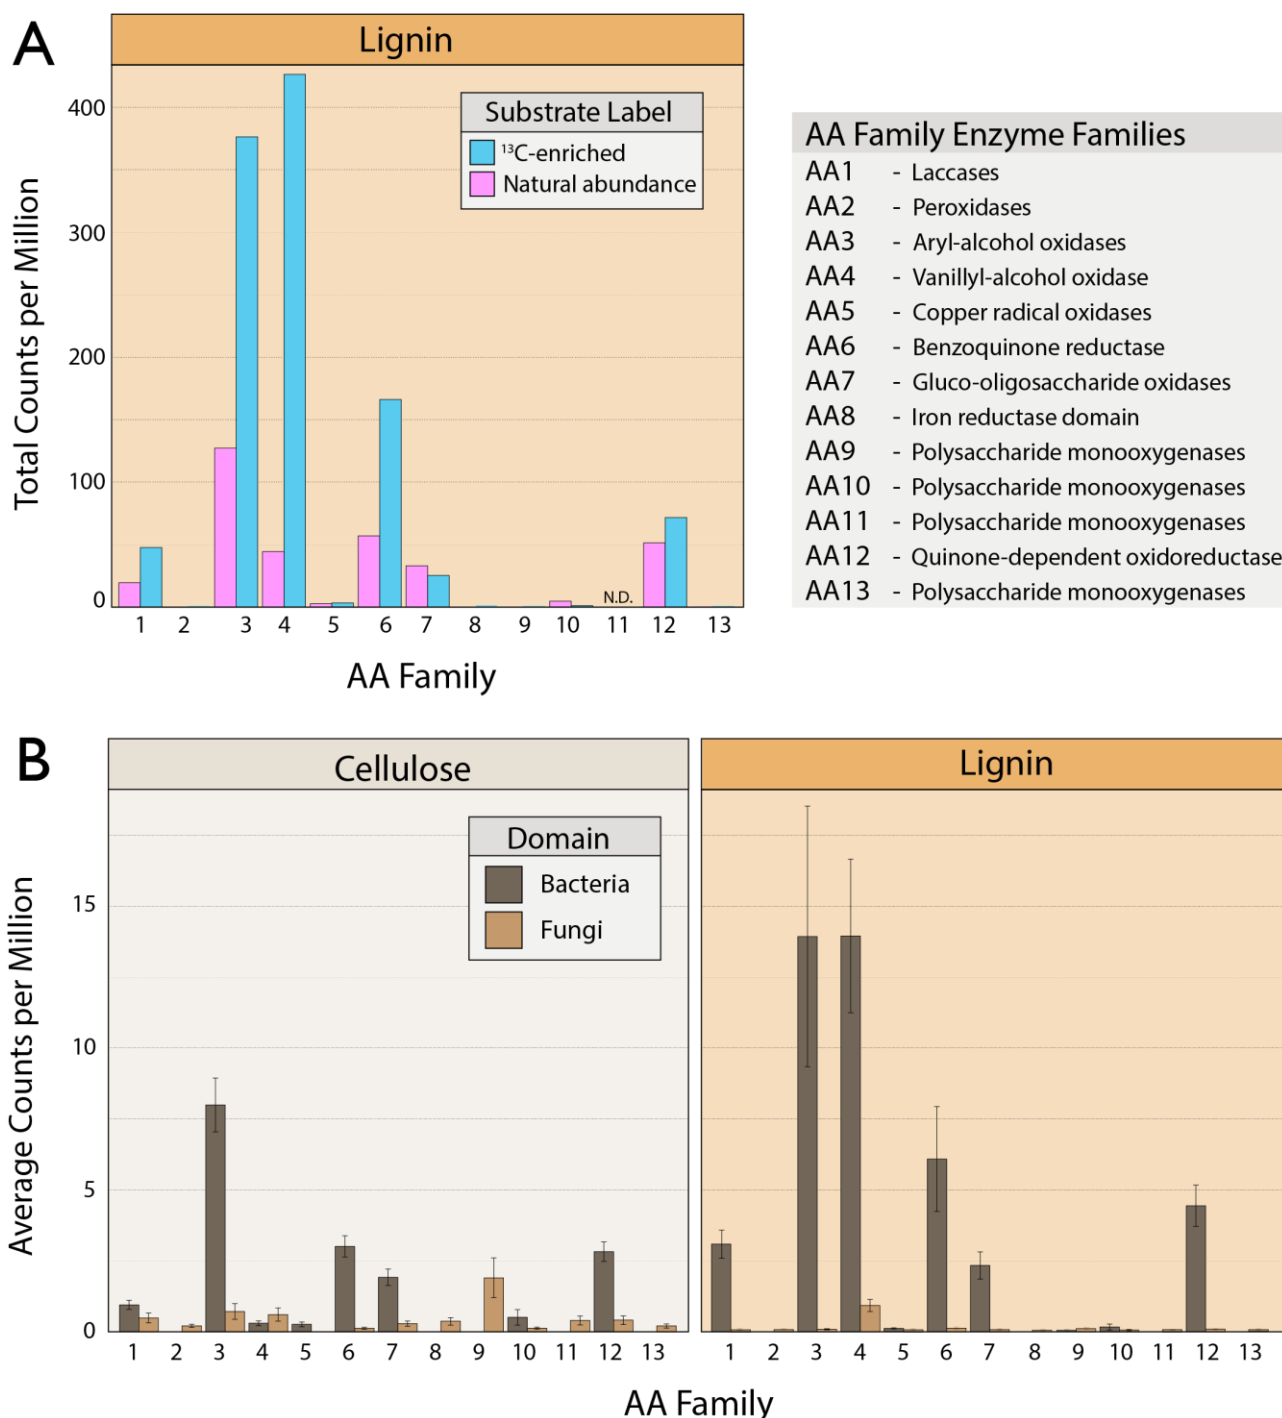 A
Lignin
Substrate Label
¹³C-enriched
Natural abundance
Total Counts per Million
400
300
200
100
0
N.D.
1 2 3 4 5 6 7 8 9 10 11 12 13
AA Family
AA Family Enzyme Families
AA1 - Laccases
AA2 - Peroxidases
AA3 - Aryl-alcohol oxidases
AA4 - Vanillyl-alcohol oxidase
AA5 - Copper radical oxidases
AA6 - Benzoquinone reductase
AA7 - Gluco-oligosaccharide oxidases
AA8 - Iron reductase domain
AA9 - Polysaccharide monooxygenases
AA10 - Polysaccharide monooxygenases
AA11 - Polysaccharide monooxygenases
AA12 - Quinone-dependent oxidoreductase
AA13 - Polysaccharide monooxygenases
B
Cellulose
Lignin
Domain
Bacteria
Fungi
Average Counts per Million
15
10
5
0
1 2 3 4 5 6 7 8 9 10 11 12 13
1 2 3 4 5 6 7 8 9 10 11 12 13
AA Family